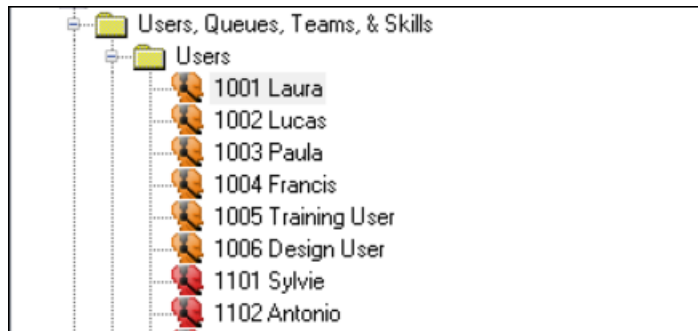 Users, Queues, Teams, & Skills
Users
1001 Laura
1002 Lucas
1003 Paula
1004 Francis
1005 Training User
1006 Design User
1101 Sylvie
1102 Antonio